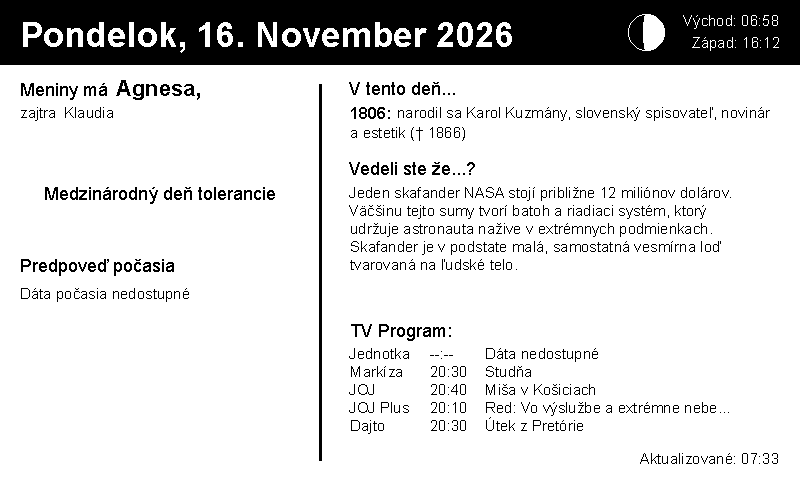 Pondelok, 16. November 2026
Východ: 06:58
Západ: 16:12
Meniny má Agnesa,
zajtra Klaudia
Medzinárodný deň tolerancie
Predpoveď počasia
Dáta počasia nedostupné
V tento deň...
1806: narodil sa Karol Kuzmány, slovenský spisovateľ, novinár
a estetik († 1866)
Vedeli ste že...?
Jeden skafander NASA stojí približne 12 miliónov dolárov.
Väčšinu tejto sumy tvorí batoh a riadiaci systém, ktorý
udržuje astronauta nažive v extrémnych podmienkach.
Skafander je v podstate malá, samostatná vesmírna loď
tvarovaná na ľudské telo.
TV Program:
Jednotka --:-- Dáta nedostupné
Markíza 20:30 Studňa
JOJ 20:40 Miša v Košiciach
JOJ Plus 20:10 Red: Vo výslužbe a extrémne nebe...
Dajto 20:30 Útek z Pretórie
Aktualizované: 07:33